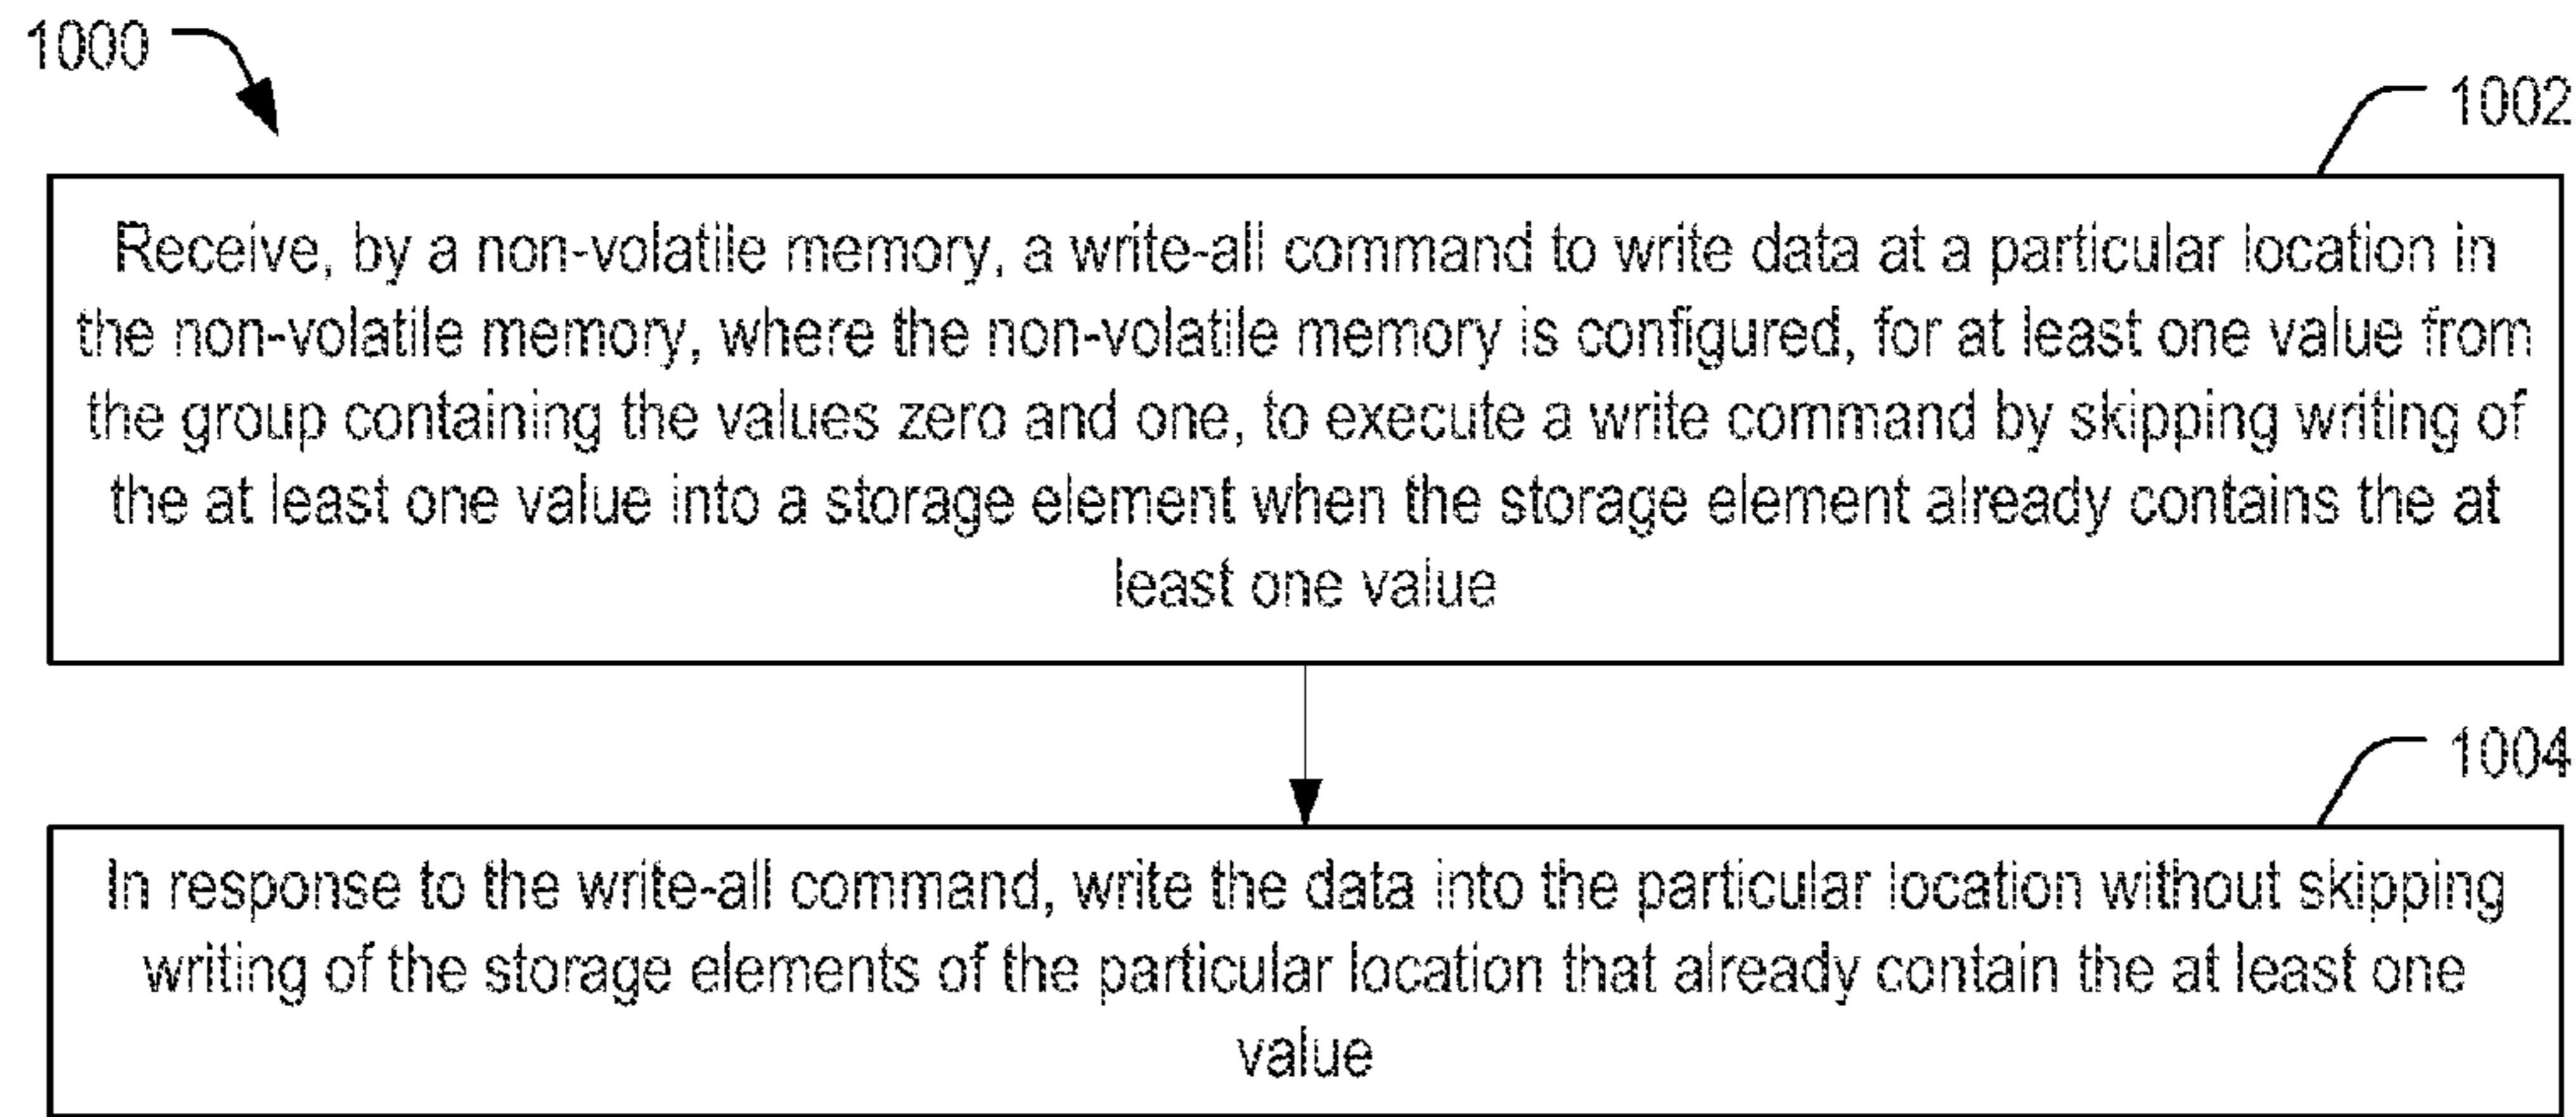 1000
1002
Receive, by a non-volatile memory, a write-all command to write data at a particular location in
the non-volatile memory, where the non-volatile memory is configured, for at least one value from
the group containing the values zero and one, to execute a write command by skipping writing of
the at least one value into a storage element when the storage element already contains the at
least one value
1004
In response to the write-all command, write the data into the particular location without skipping
writing of the storage elements of the particular location that already contain the at least one
value